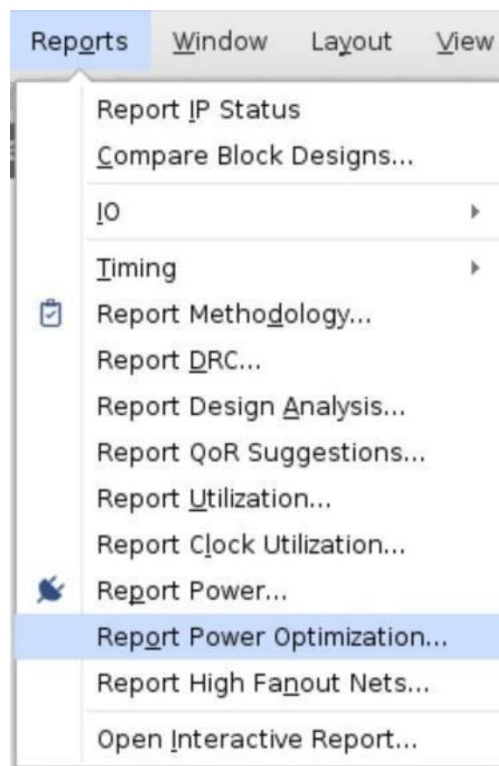 Reports Window Layout View
Report IP Status
Compare Block Designs...
IO
Timing
Report Methodology...
Report DRC...
Report Design Analysis...
Report QoR Suggestions...
Report Utilization...
Report Clock Utilization...
Report Power...
Report Power Optimization...
Report High Fanout Nets...
Open Interactive Report...